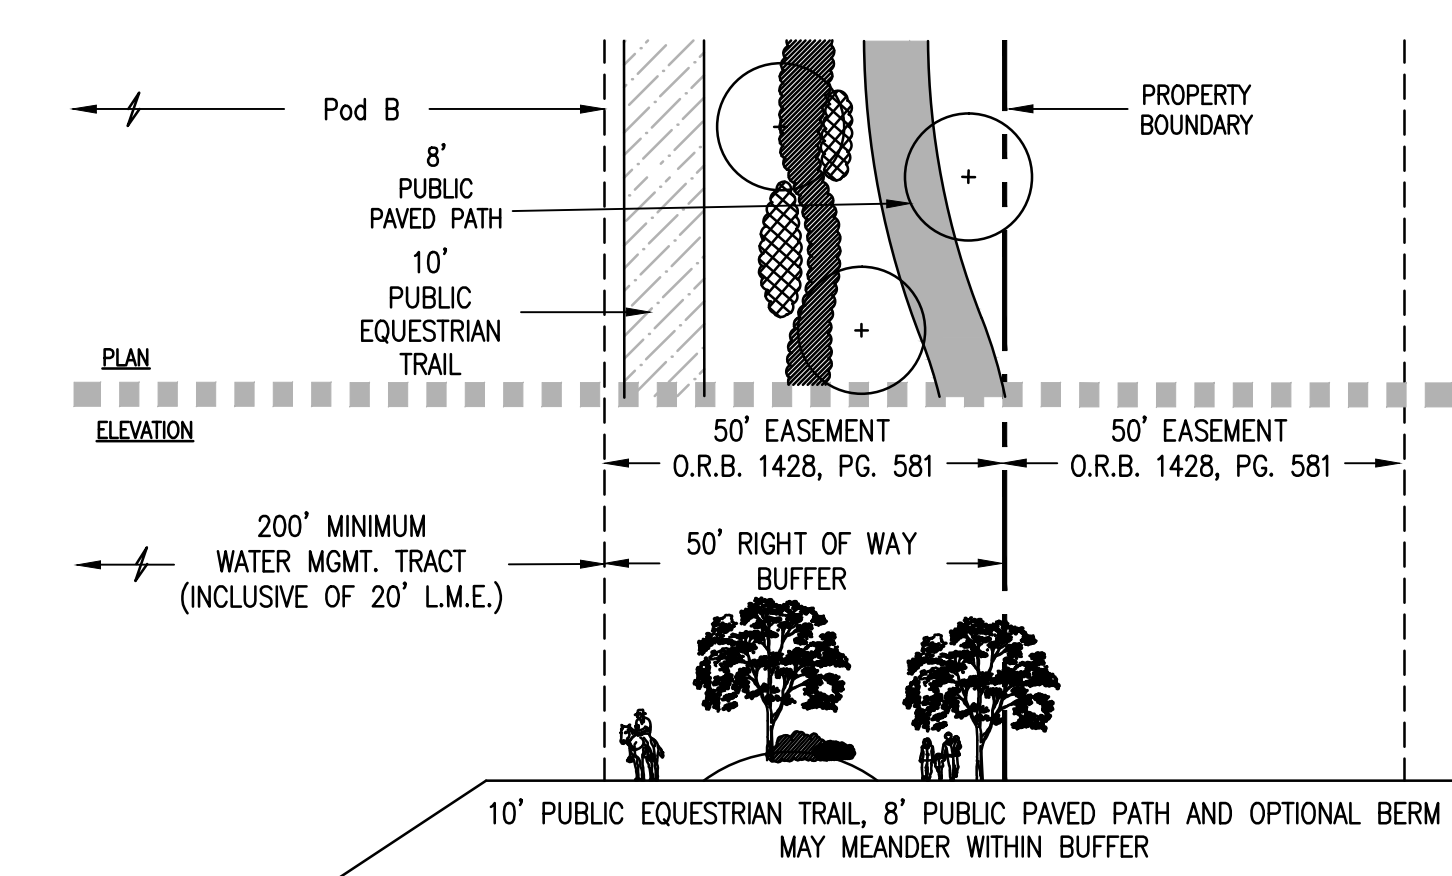 Pod B
PROPERTY
BOUNDARY
8'
PUBLIC
PAVED PATH
10'
PUBLIC
EQUESTRIAN
TRAIL
PLAN
ELEVATION
50' EASEMENT
O.R.B. 1428, PG. 581
50' EASEMENT
O.R.B. 1428, PG. 581
200' MINIMUM
WATER MGMT. TRACT
(INCLUSIVE OF 20' L.M.E.)
50' RIGHT OF WAY
BUFFER
10' PUBLIC EQUESTRIAN TRAIL, 8' PUBLIC PAVED PATH AND OPTIONAL BERM
MAY MEANDER WITHIN BUFFER